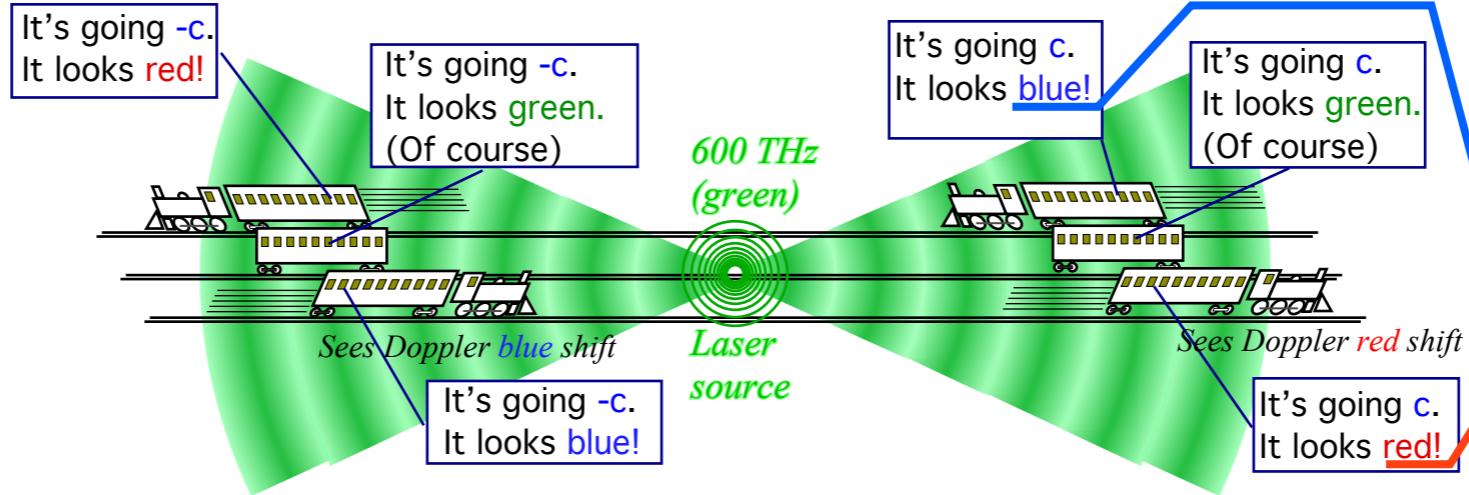 It's going -c.
It looks red!
It's going -c.
It looks green.
(Of course)
600 THz
(green)
It's going c.
It looks blue!
It's going c.
It looks green.
(Of course)
Sees Doppler blue shift
Laser
source
Sees Doppler red shift
It's going -c.
It looks blue!
It's going c.
It looks red!